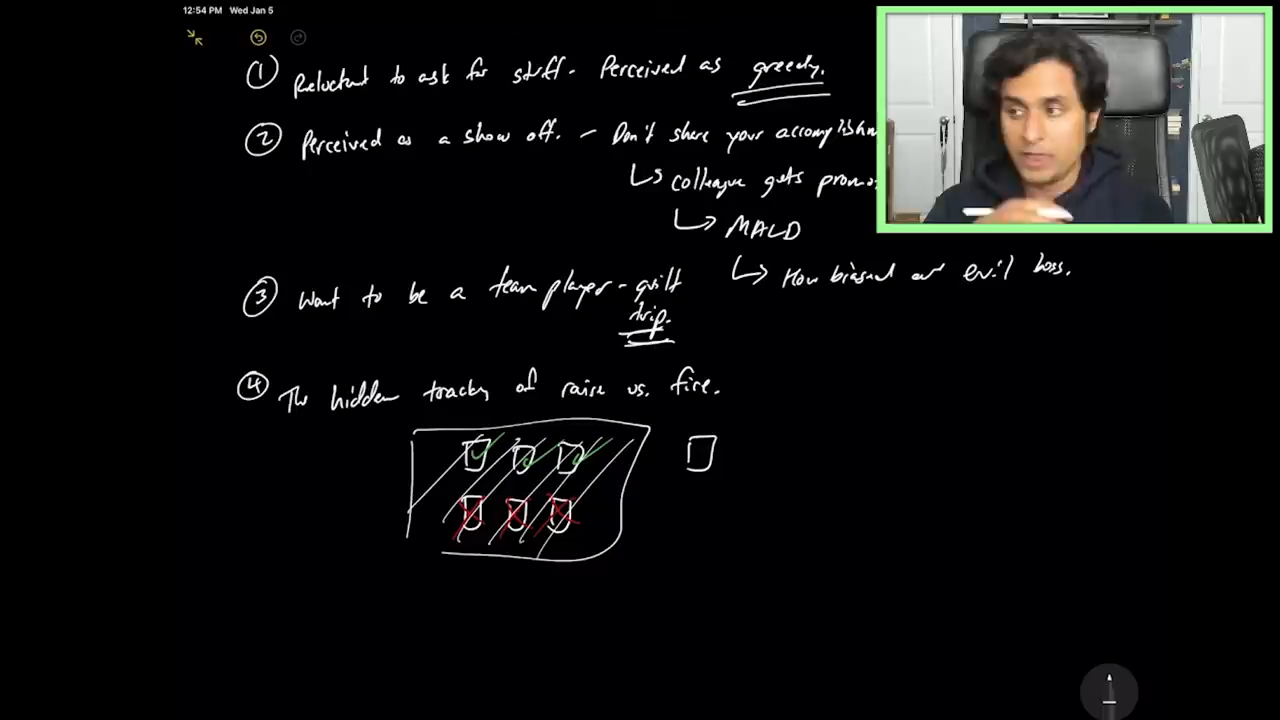 12:54 PM Wed Jan 5
① Reluctant to ask for stuff. Perceived as greedy.
② Perceived as a show off. - Don't share your accomplishm
↳ colleague gets promo
↳ MALD
↳ How biased our evil boss.
③ Want to be a team player - guilt
trip.
④ The hidden tracks of raise vs. fire.